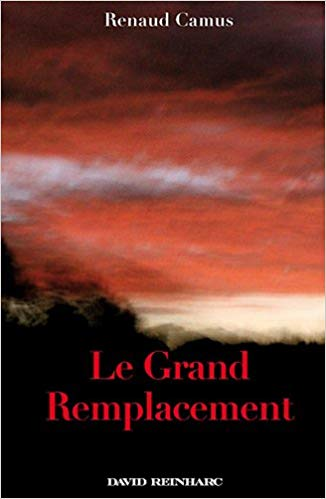 Renaud Camus
Le Grand
Remplacement
DAVID REINHARC